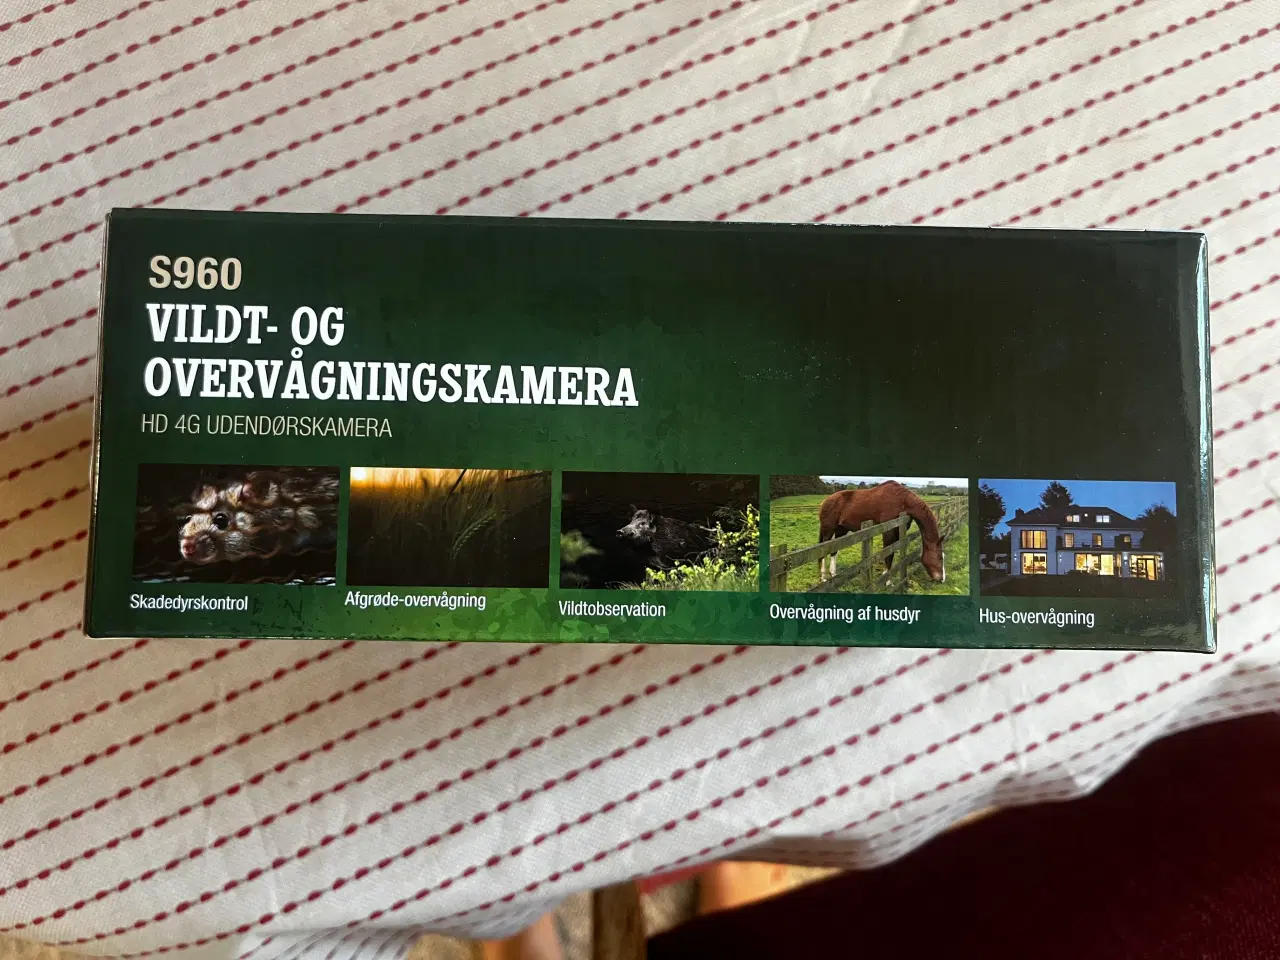 S960
VILDT- OG
OVERVÅGNINGSKAMERA
HD 4G UDENDØRSKAMERA
Skadedyrskontrol
Afgrøde-overvågning
Vildtobservation
Overvågning af husdyr
Hus-overvågning